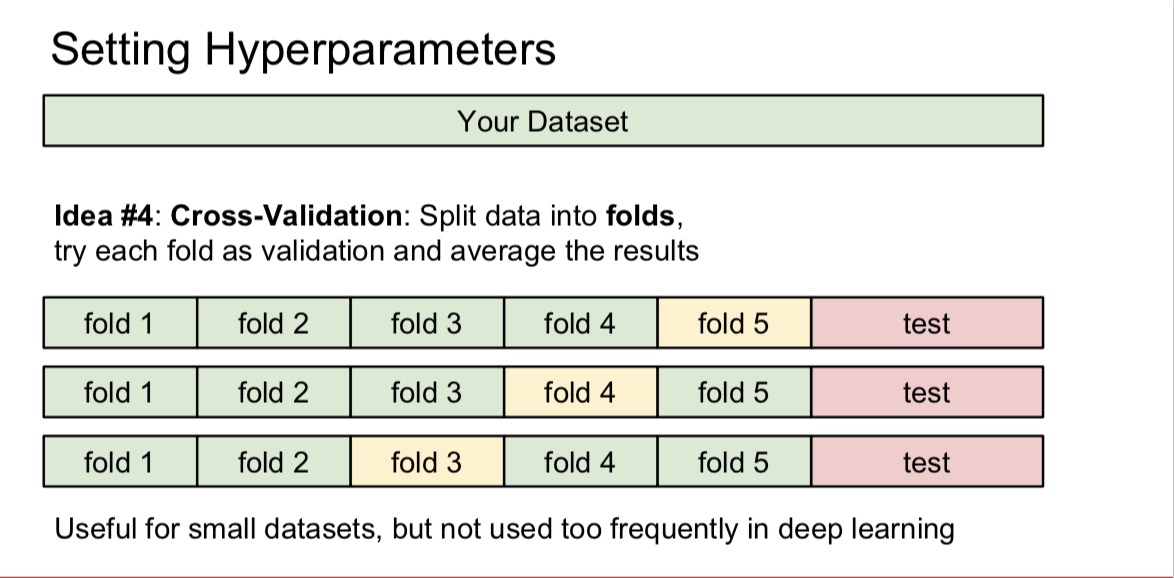 Setting Hyperparameters
Your Dataset
Idea #4: Cross-Validation: Split data into folds,
try each fold as validation and average the results
fold 1 fold 2 fold 3 fold 4 fold 5 test
fold 1 fold 2 fold 3 fold 4 fold 5 test
fold 1 fold 2 fold 3 fold 4 fold 5 test
Useful for small datasets, but not used too frequently in deep learning